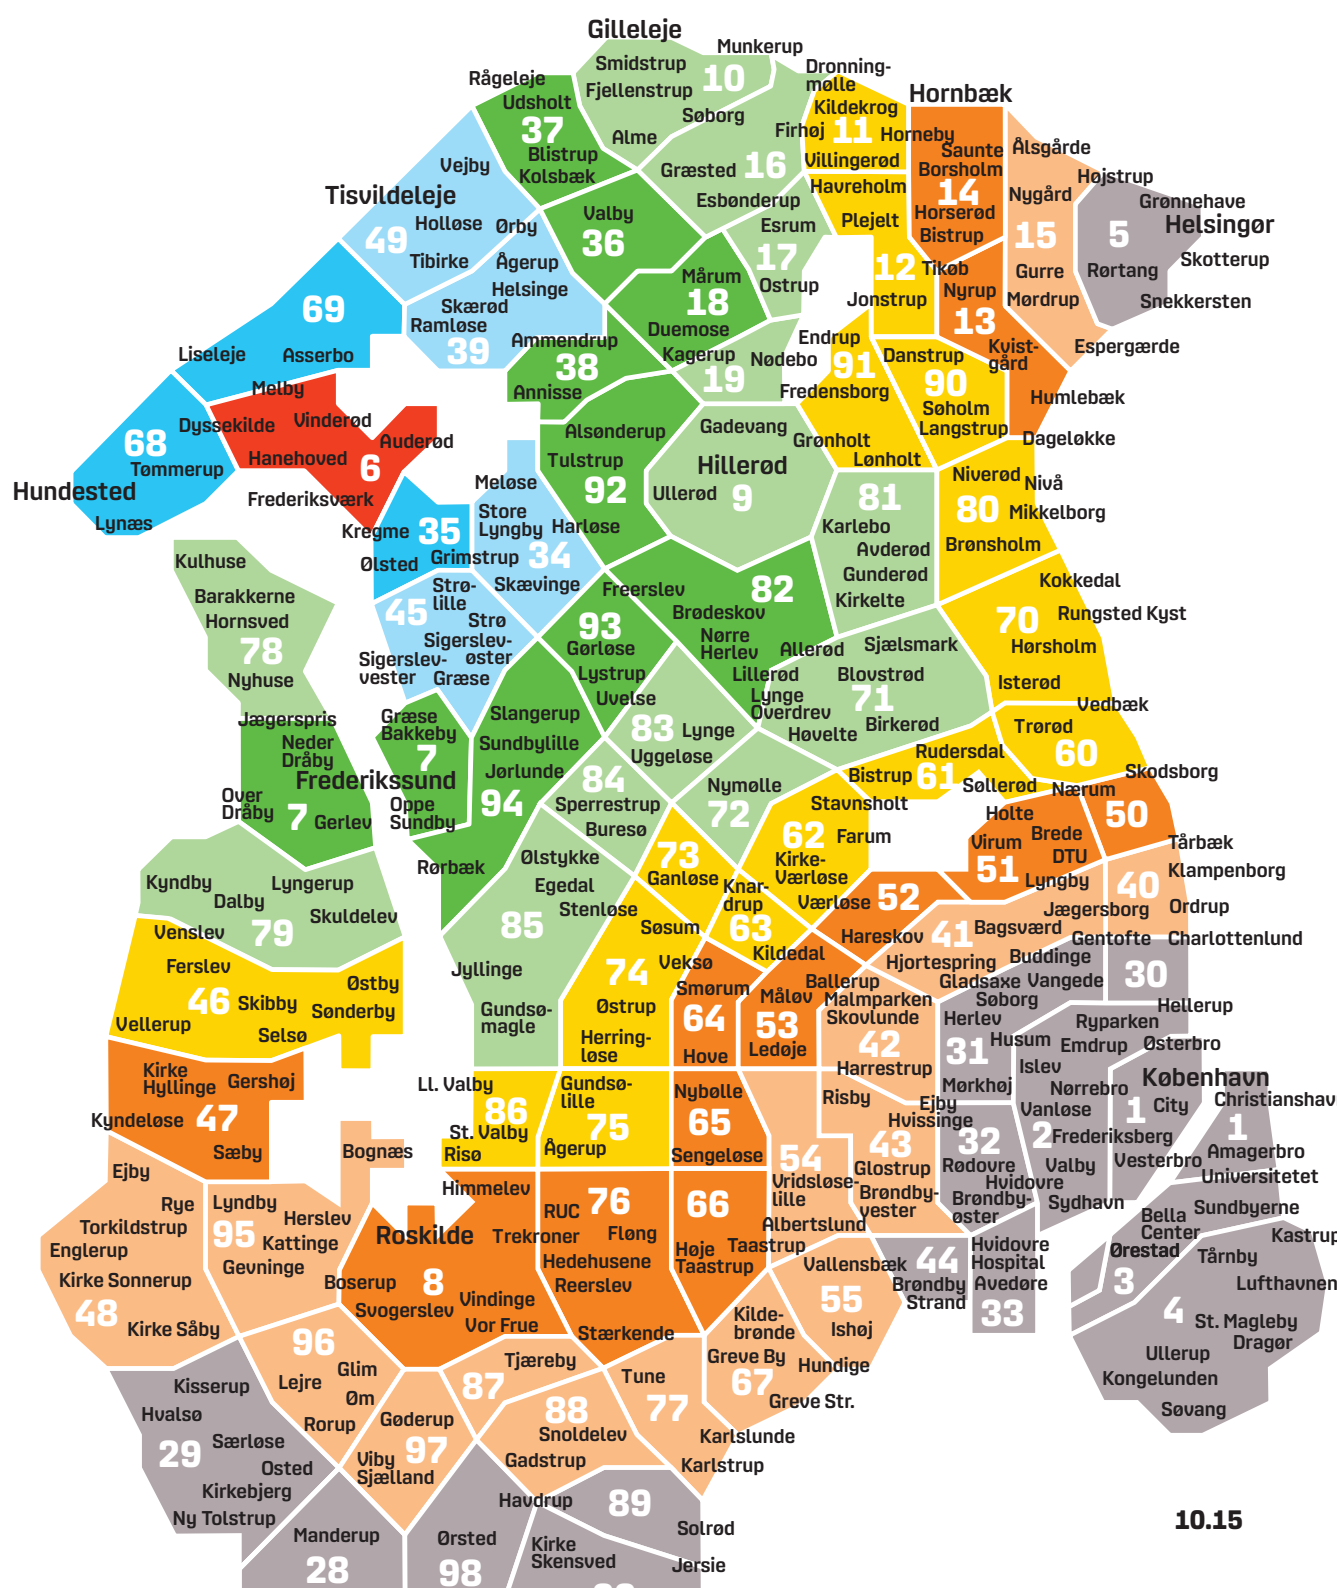 Gilleleje
Munkerup
Smidstrup
10
Dronning-
mølle
Rågeleje
Fjellenstrup
Hornbæk
Udsholt
Søborg
Kildekrog
37
Alme
Firhøj
11
Horneby
Saunte
Ålsgårde
Blistrup
Vejby
Kolsbæk
Græsted
16
Villingerød
Borsholm
Højstrup
Tisvildeleje
Esbønderup
Havreholm
14
Nygård
Grønnehave
Holløse
Ørby
Valby
Esrum
Plejelt
Horserød
Helsingør
49
36
Bistrup
15
5
Tibirke
Ågerup
17
12
Tikøb
Gurre
Rørtang
Skotterup
Helsinge
Mårum
Ostrup
Nyrup
Mørdrup
Snekkersten
69
Skærød
18
Jonstrup
13
Ramløse
Duemose
Endrup
Kvist-
gård
Espergærde
Liseleje
Asserbo
39
Ammendrup
Kagerup
Nødebo
91
Danstrup
38
19
Fredensborg
90
Melby
Annisse
Søholm
Humlebæk
Dyssekilde
Vinderød
Gadevang
Langstrup
68
Auderød
Alsønderup
Grønholt
Dageløkke
Tømmerup
Hanehoved
6
Tulstrup
Hillerød
Lønholt
Hundested
Frederiksværk
Meløse
92
Ullerød
9
81
Niverød
Nivå
Lynæs
Kregme
35
Store
Lyngby
Harløse
Karlebo
80
Mikkelborg
Kulhuse
Ølsted
Grimstrup
34
Avderød
Brønsholm
Barakkerne
Strø-
lille
Skævinge
Freerslev
82
Gunderød
Kokkedal
Hornsved
45
Strø
93
Brødeskov
Kirkelte
70
Rungsted Kyst
78
Sigerslev-
øster
Gørløse
Nørre
Herlev
Allerød
Sjælsmark
Hørsholm
Nyhuse
Sigerslev-
vester
Græse
Lystrup
Lillerød
Blovstrød
Isterød
Jægerspris
Græse
Bakkeby
Slangerup
Uvelse
Lynge
Overdrev
71
Vedbæk
Neder
Dråby
7
Sundbylille
83
Lynge
Høvelte
Birkerød
Trørød
Frederikssund
Jørlunde
Uggeløse
Rudersdal
60
Over
Dråby
7
Gerlev
Oppe
Sundby
94
84
Nymølle
Bistrup
61
Søllerød
Skodsborg
Sperrestrup
72
Stavnsholt
Nærum
Buresø
62
Farum
Holte
50
Rørbæk
Ølstykke
73
Kirke-
Værløse
Virum
Brede
DTU
Tårbæk
Kyndby
Lyngerup
Egedal
Ganløse
Knar-
drup
51
Lyngby
40
Klampenborg
Dalby
Stenløse
Værløse
52
Jægersborg
Ordrup
Skuldelev
85
Søsum
63
Hareskov
41
Bagsværd
Gentofte
Charlottenlund
Venslev
79
Kildedal
Buddinge
Ferslev
Jyllinge
74
Veksø
Hjortespring
30
Østby
Smørum
Ballerup
Gladsaxe
Vangede
46
Skibby
Sønderby
Gundsø-
magle
Østrup
64
Måløv
Malmparken
Søborg
Hellerup
Vellerup
Selsø
53
Skovlunde
Herlev
Ryparken
Herring-
løse
Hove
Ledøje
42
31
Husum
Emdrup
Østerbro
Kirke
Hyllinge
Gershøj
Ll. Valby
Gundsø-
lille
Nybølle
Harrestrup
Islev
København
47
86
Risby
Mørkhøj
Nørrebro
Christianshavn
Kyndeløse
St. Valby
75
65
Ejby
Vanløse
1
City
1
Sæby
Bognæs
Risø
Ågerup
Sengeløse
Hvissinge
32
2
Frederiksberg
Amagerbro
Ejby
Himmelev
54
43
Glostrup
Rødovre
Valby
Vesterbro
Universitetet
Rye
Lyndby
Herslev
RUC
76
66
Vridsløse-
lille
Brøndby-
vester
Brøndby-
øster
Hvidovre
Sydhavn
Sundbyerne
Torkildstrup
95
Kattinge
Roskilde
Trekroner
Fløng
Albertslund
Bella
Center
Kastrup
Englerup
Gevninge
Hedehusene
Høje
Taastrup
Taastrup
Vallensbæk
44
Hvidovre
Hospital
Ørestad
Tårnby
Kirke Sonnerup
Boserup
8
Reerslev
Brøndby
Strand
Avedøre
3
Lufthavnen
48
Svogerslev
Vindinge
Kilde-
brønde
55
33
4
St. Magleby
Kirke Såby
Vor Frue
Stærkende
Ishøj
Dragør
96
Tjæreby
Greve By
Hundige
Ullerup
Glim
Tune
67
Kongelunden
Kisserup
Lejre
87
Greve Str.
Søvang
Hvalsø
Øm
Gøderup
88
77
Særløse
Rorup
97
Snoldelev
Karlslunde
29
Osted
Viby
Sjælland
Gadstrup
Karlstrup
Kirkebjerg
Havdrup
89
Ny Tolstrup
Solrød
10.15
Manderup
Ørsted
Kirke
Skensved
Jersie
28
98